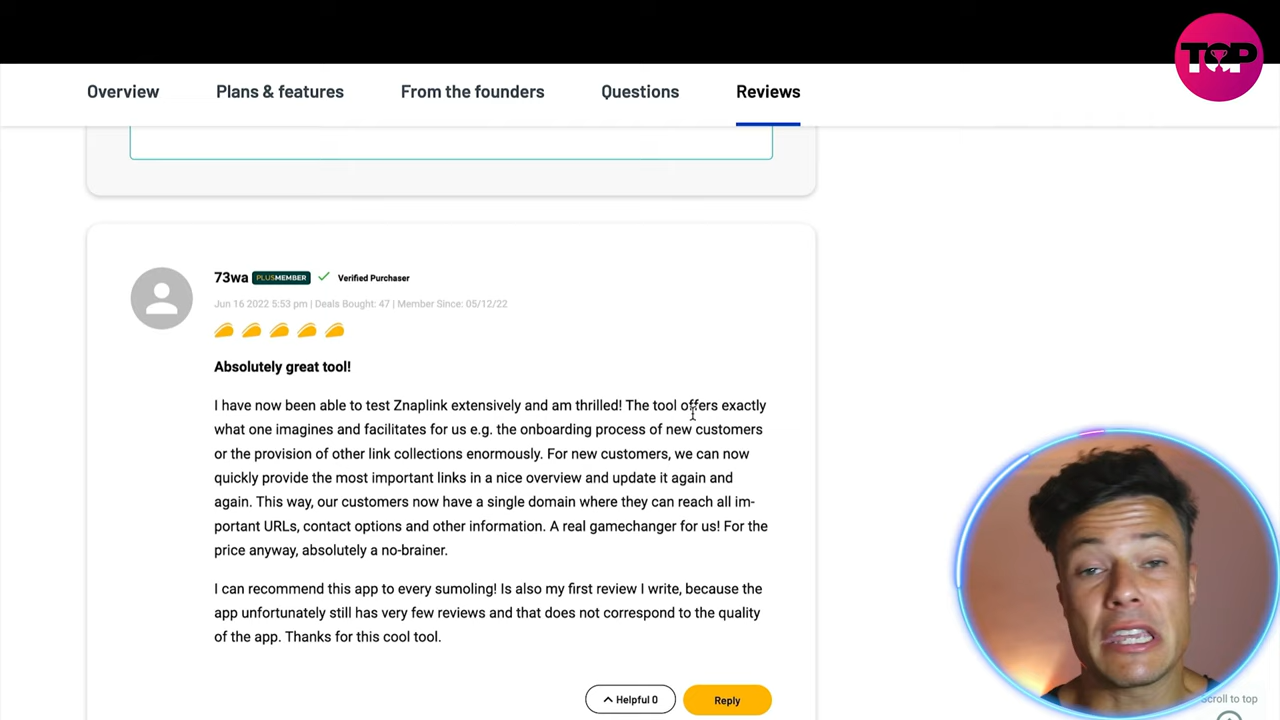 TOP
Overview Plans & features From the founders Questions Reviews
73wa PLUSMEMBER Verified Purchaser
Jun 16 2022 5:53 pm | Deals Bought: 47 | Member Since: 05/12/22
Absolutely great tool!
I have now been able to test Znaplink extensively and am thrilled! The tool offers exactly
what one imagines and facilitates for us e.g. the onboarding process of new customers
or the provision of other link collections enormously. For new customers, we can now
quickly provide the most important links in a nice overview and update it again and
again. This way, our customers now have a single domain where they can reach all im-
portant URLs, contact options and other information. A real gamechanger for us! For the
price anyway, absolutely a no-brainer.
I can recommend this app to every sumoling! Is also my first review I write, because the
app unfortunately still has very few reviews and that does not correspond to the quality
of the app. Thanks for this cool tool.
Helpful 0 Reply
Scroll to top